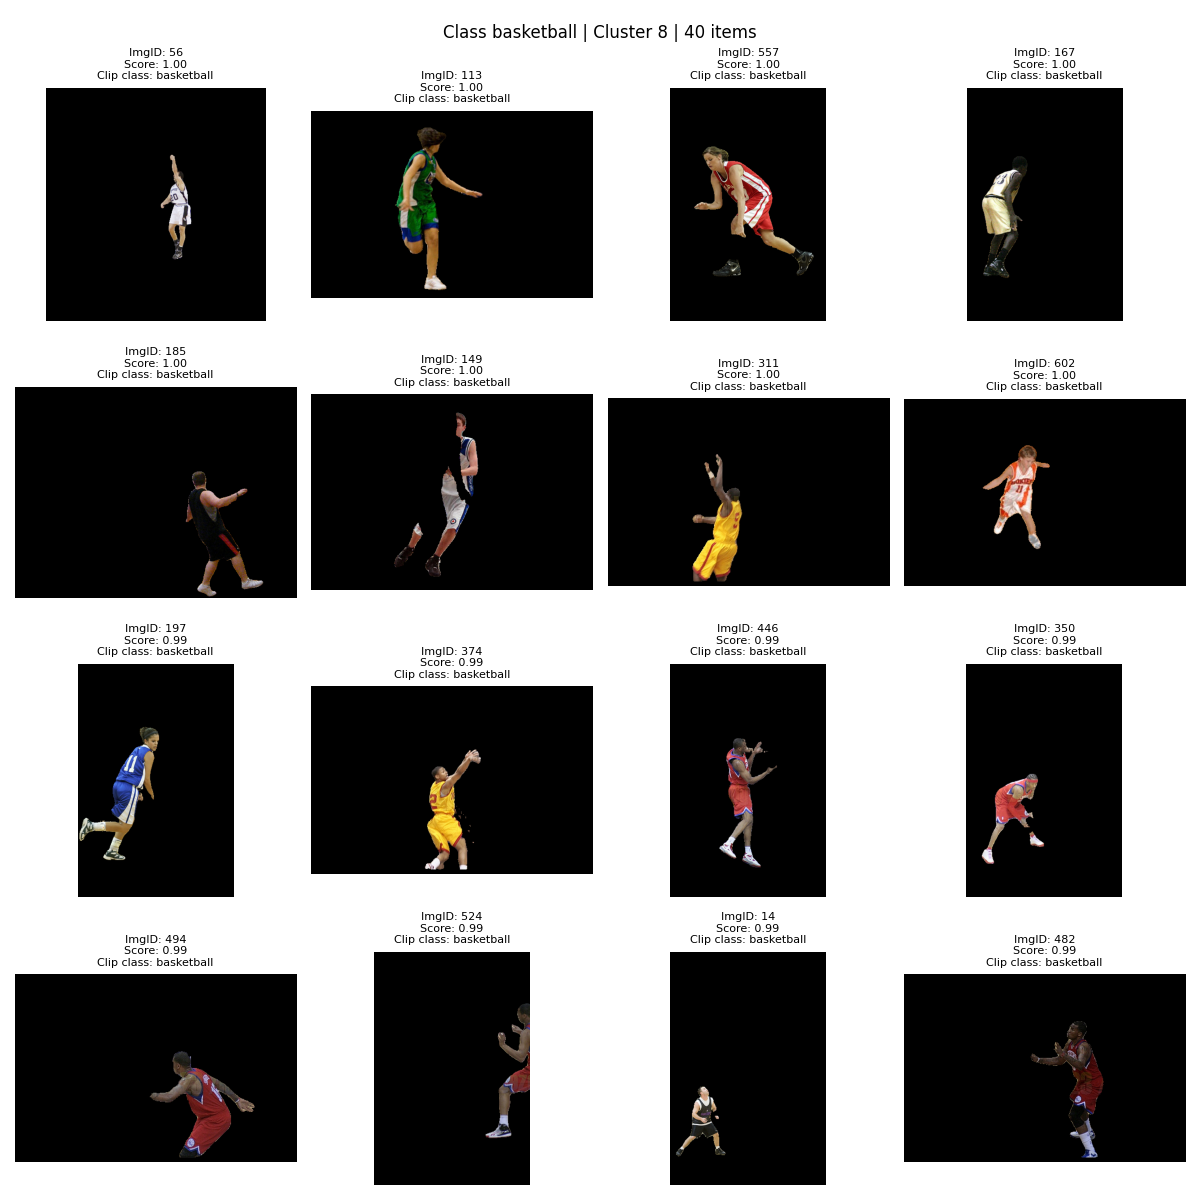 Class basketball | Cluster 8 | 40 items
ImgID: 56
Score: 1.00
Clip class: basketball
ImgID: 113
Score: 1.00
Clip class: basketball
ImgID: 557
Score: 1.00
Clip class: basketball
ImgID: 167
Score: 1.00
Clip class: basketball
ImgID: 185
Score: 1.00
Clip class: basketball
ImgID: 149
Score: 1.00
Clip class: basketball
ImgID: 311
Score: 1.00
Clip class: basketball
ImgID: 602
Score: 1.00
Clip class: basketball
ImgID: 197
Score: 0.99
Clip class: basketball
11
ImgID: 374
Score: 0.99
Clip class: basketball
ImgID: 446
Score: 0.99
Clip class: basketball
ImgID: 350
Score: 0.99
Clip class: basketball
ImgID: 494
Score: 0.99
Clip class: basketball
ImgID: 524
Score: 0.99
Clip class: basketball
ImgID: 14
Score: 0.99
Clip class: basketball
ImgID: 482
Score: 0.99
Clip class: basketball